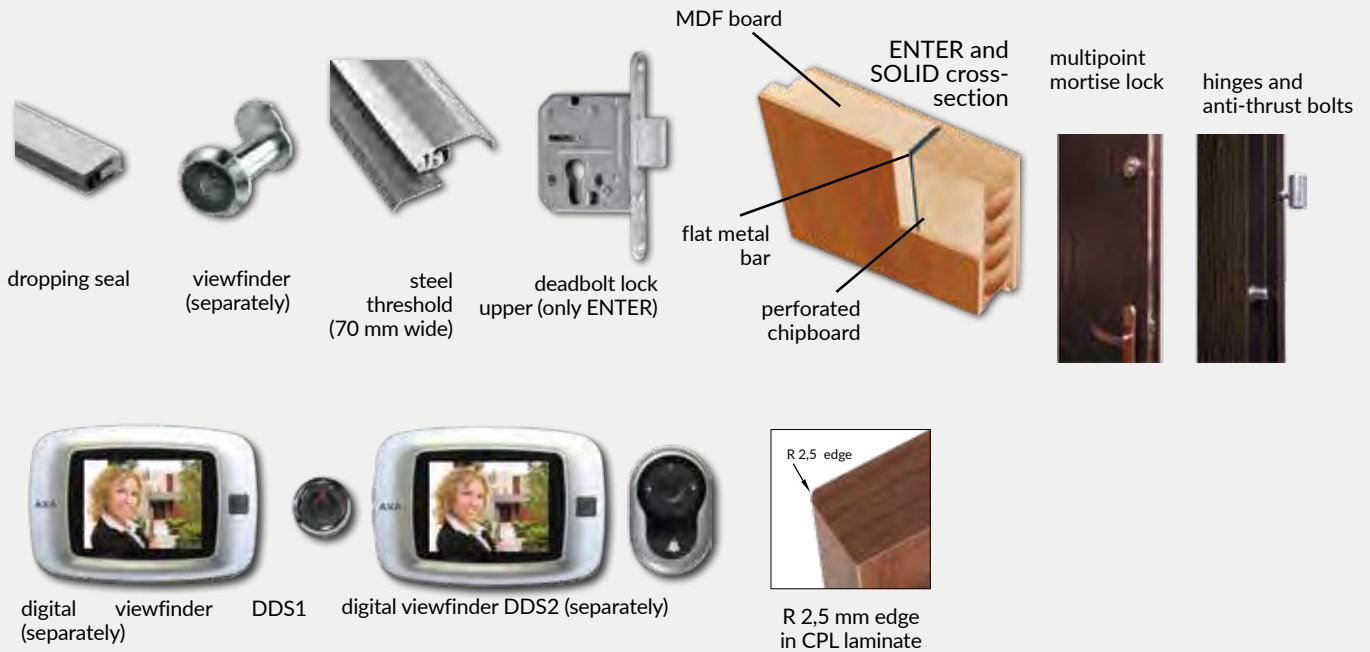 MDF board
ENTER and
SOLID cross-
section
multipoint
mortise lock
hinges and
anti-thrust bolts
flat metal
bar
dropping seal
viewfinder
(separately)
steel
threshold
(70 mm wide)
deadbolt lock
upper (only ENTER)
perforated
chipboard
AXA
AXA
R 2,5 edge
digital viewfinder DDS1
(separately)
digital viewfinder DDS2 (separately)
R 2,5 mm edge
in CPL laminate